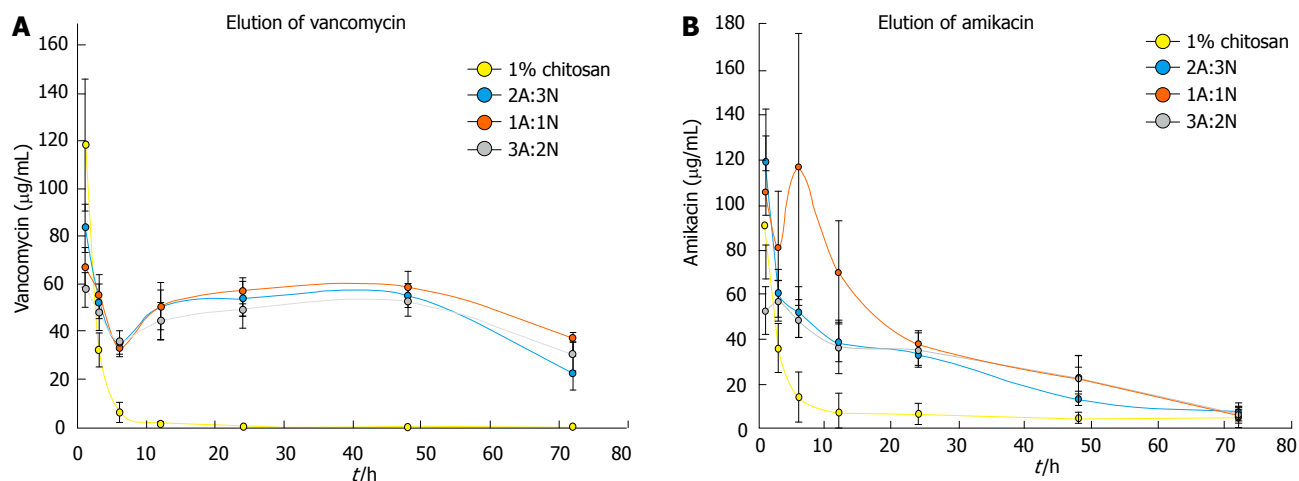 A
Elution of vancomycin
160
140
120
100
80
60
40
20
0
Vancomycin (μg/mL)
1% chitosan
2A:3N
1A:1N
3A:2N
0 10 20 30 40 50 60 70 80
t/h
B
Elution of amikacin
180
160
140
120
100
80
60
40
20
0
Amikacin (μg/mL)
1% chitosan
2A:3N
1A:1N
3A:2N
0 10 20 30 40 50 60 70 80
t/h